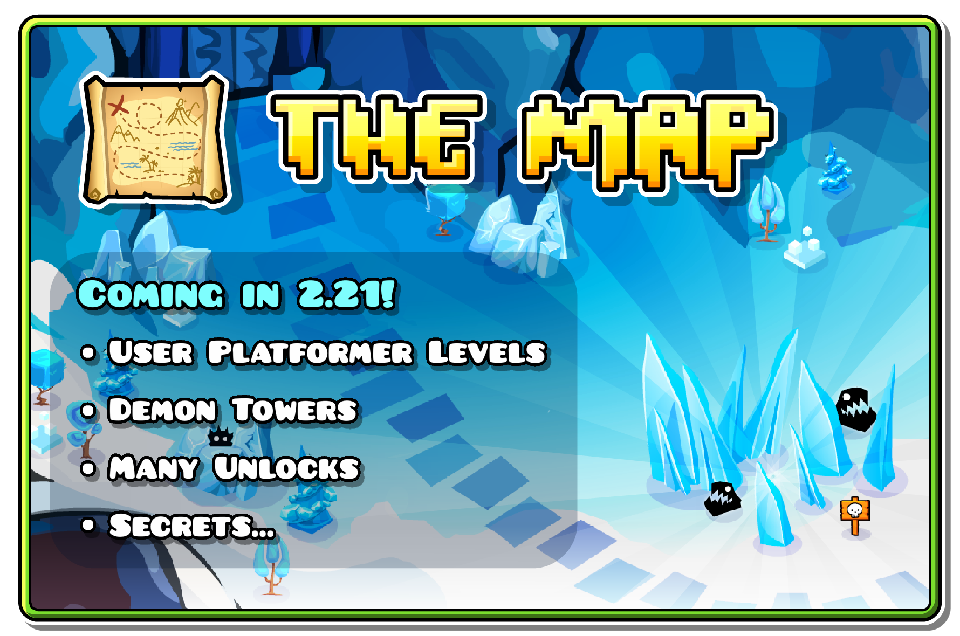 THE MAP
COMING IN 2.21!
• USER PLATFORMER LEVELS
• DEMON TOWERS
• MANY UNLOCKS
• SECRETS...